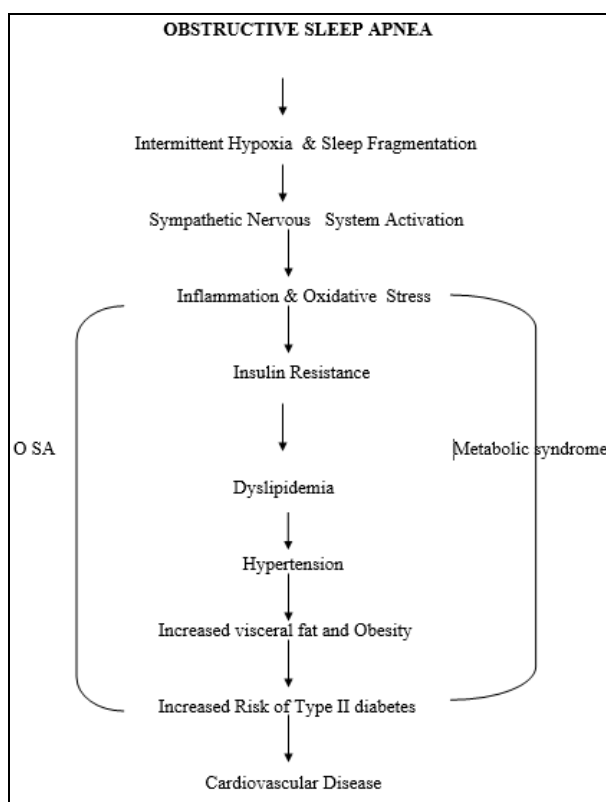 OBSTRUCTIVE SLEEP APNEA
Intermittent Hypoxia & Sleep Fragmentation
Sympathetic Nervous System Activation
Inflammation & Oxidative Stress
Insulin Resistance
O SA
Metabolic syndrome
Dyslipidemia
Hypertension
Increased visceral fat and Obesity
Increased Risk of Type II diabetes
Cardiovascular Disease